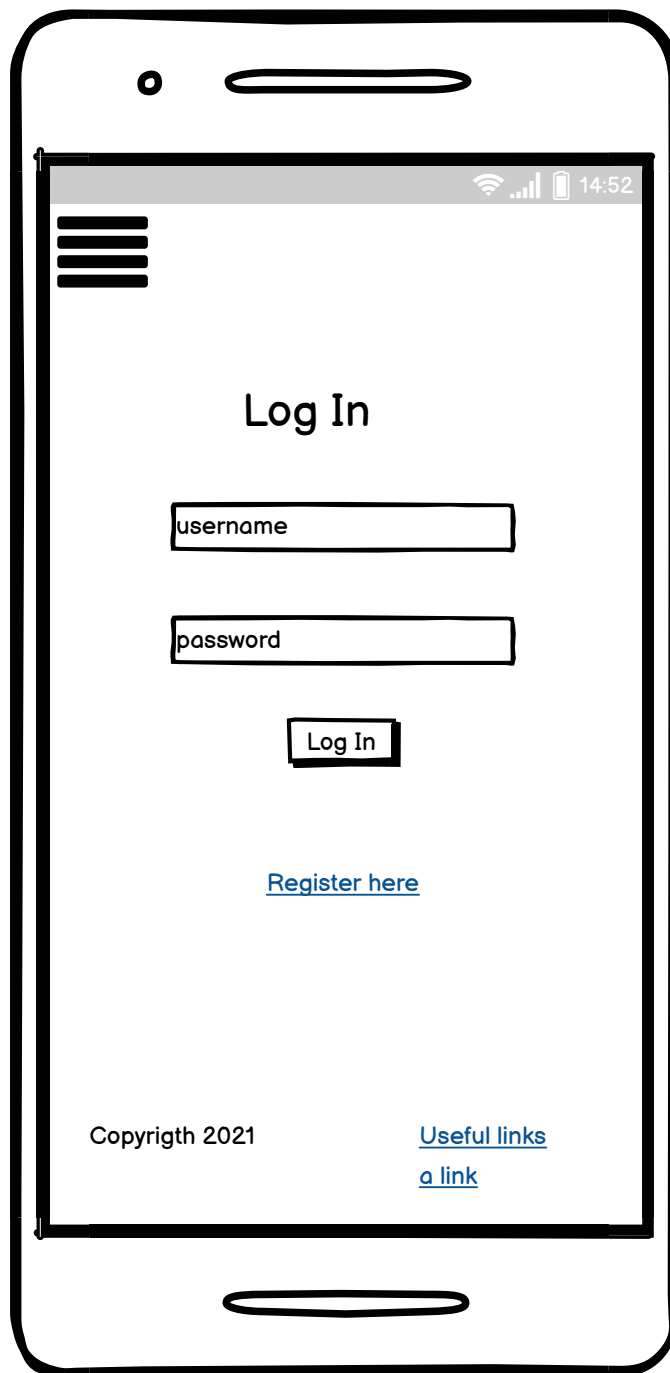 14:52
Log In
username
password
Log In
Register here
Copyrigth 2021
Useful links
a link